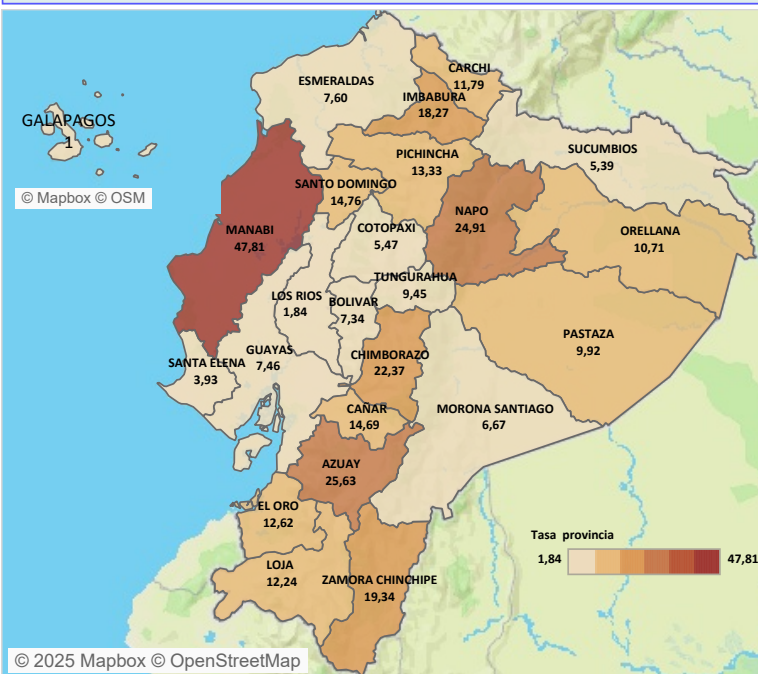 ESMERALDAS
7,60
CARCHI
11,79
IMBABURA
18,27
GALAPAGOS
1
© Mapbox © OSM
PICHINCHA
13,33
SUCUMBIOS
5,39
SANTO DOMINGO
14,76
NAPO
24,91
MANABI
47,81
COTOPAXI
5,47
ORELLANA
10,71
TUNGURAHUA
9,45
LOS RIOS
1,84
BOLIVAR
7,34
PASTAZA
9,92
GUAYAS
7,46
SANTA ELENA
3,93
CHIMBORAZO
22,37
CAÑAR
14,69
MORONA SANTIAGO
6,67
AZUAY
25,63
EL ORO
12,62
Tasa provincia
1,84 47,81
LOJA
12,24
ZAMORA CHINCHIPE
19,34
© 2025 Mapbox © OpenStreetMap